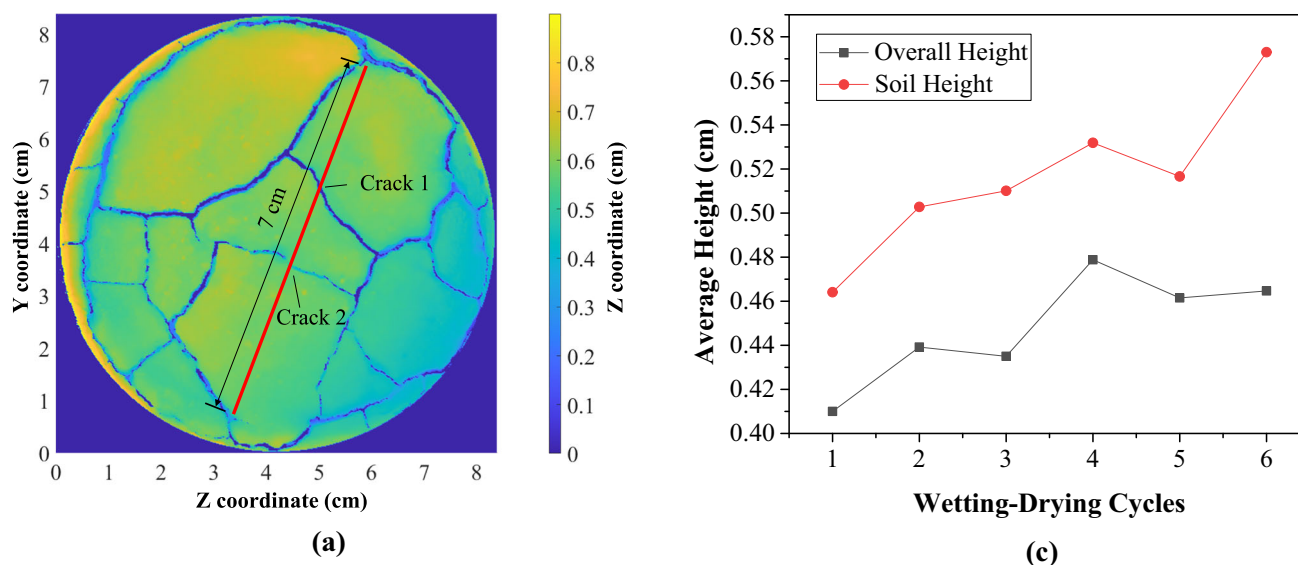 8
7
6
5
4
3
2
1
0
Y coordinate (cm)
0 1 2 3 4 5 6 7 8
Z coordinate (cm)
7 cm
Crack 1
Crack 2
0.8
0.7
0.6
0.5
0.4
0.3
0.2
0.1
0
Z coordinate (cm)
(a)
Overall Height
Soil Height
0.58
0.56
0.54
0.52
0.50
0.48
0.46
0.44
0.42
0.40
Average Height (cm)
1 2 3 4 5 6
Wetting-Drying Cycles
(c)